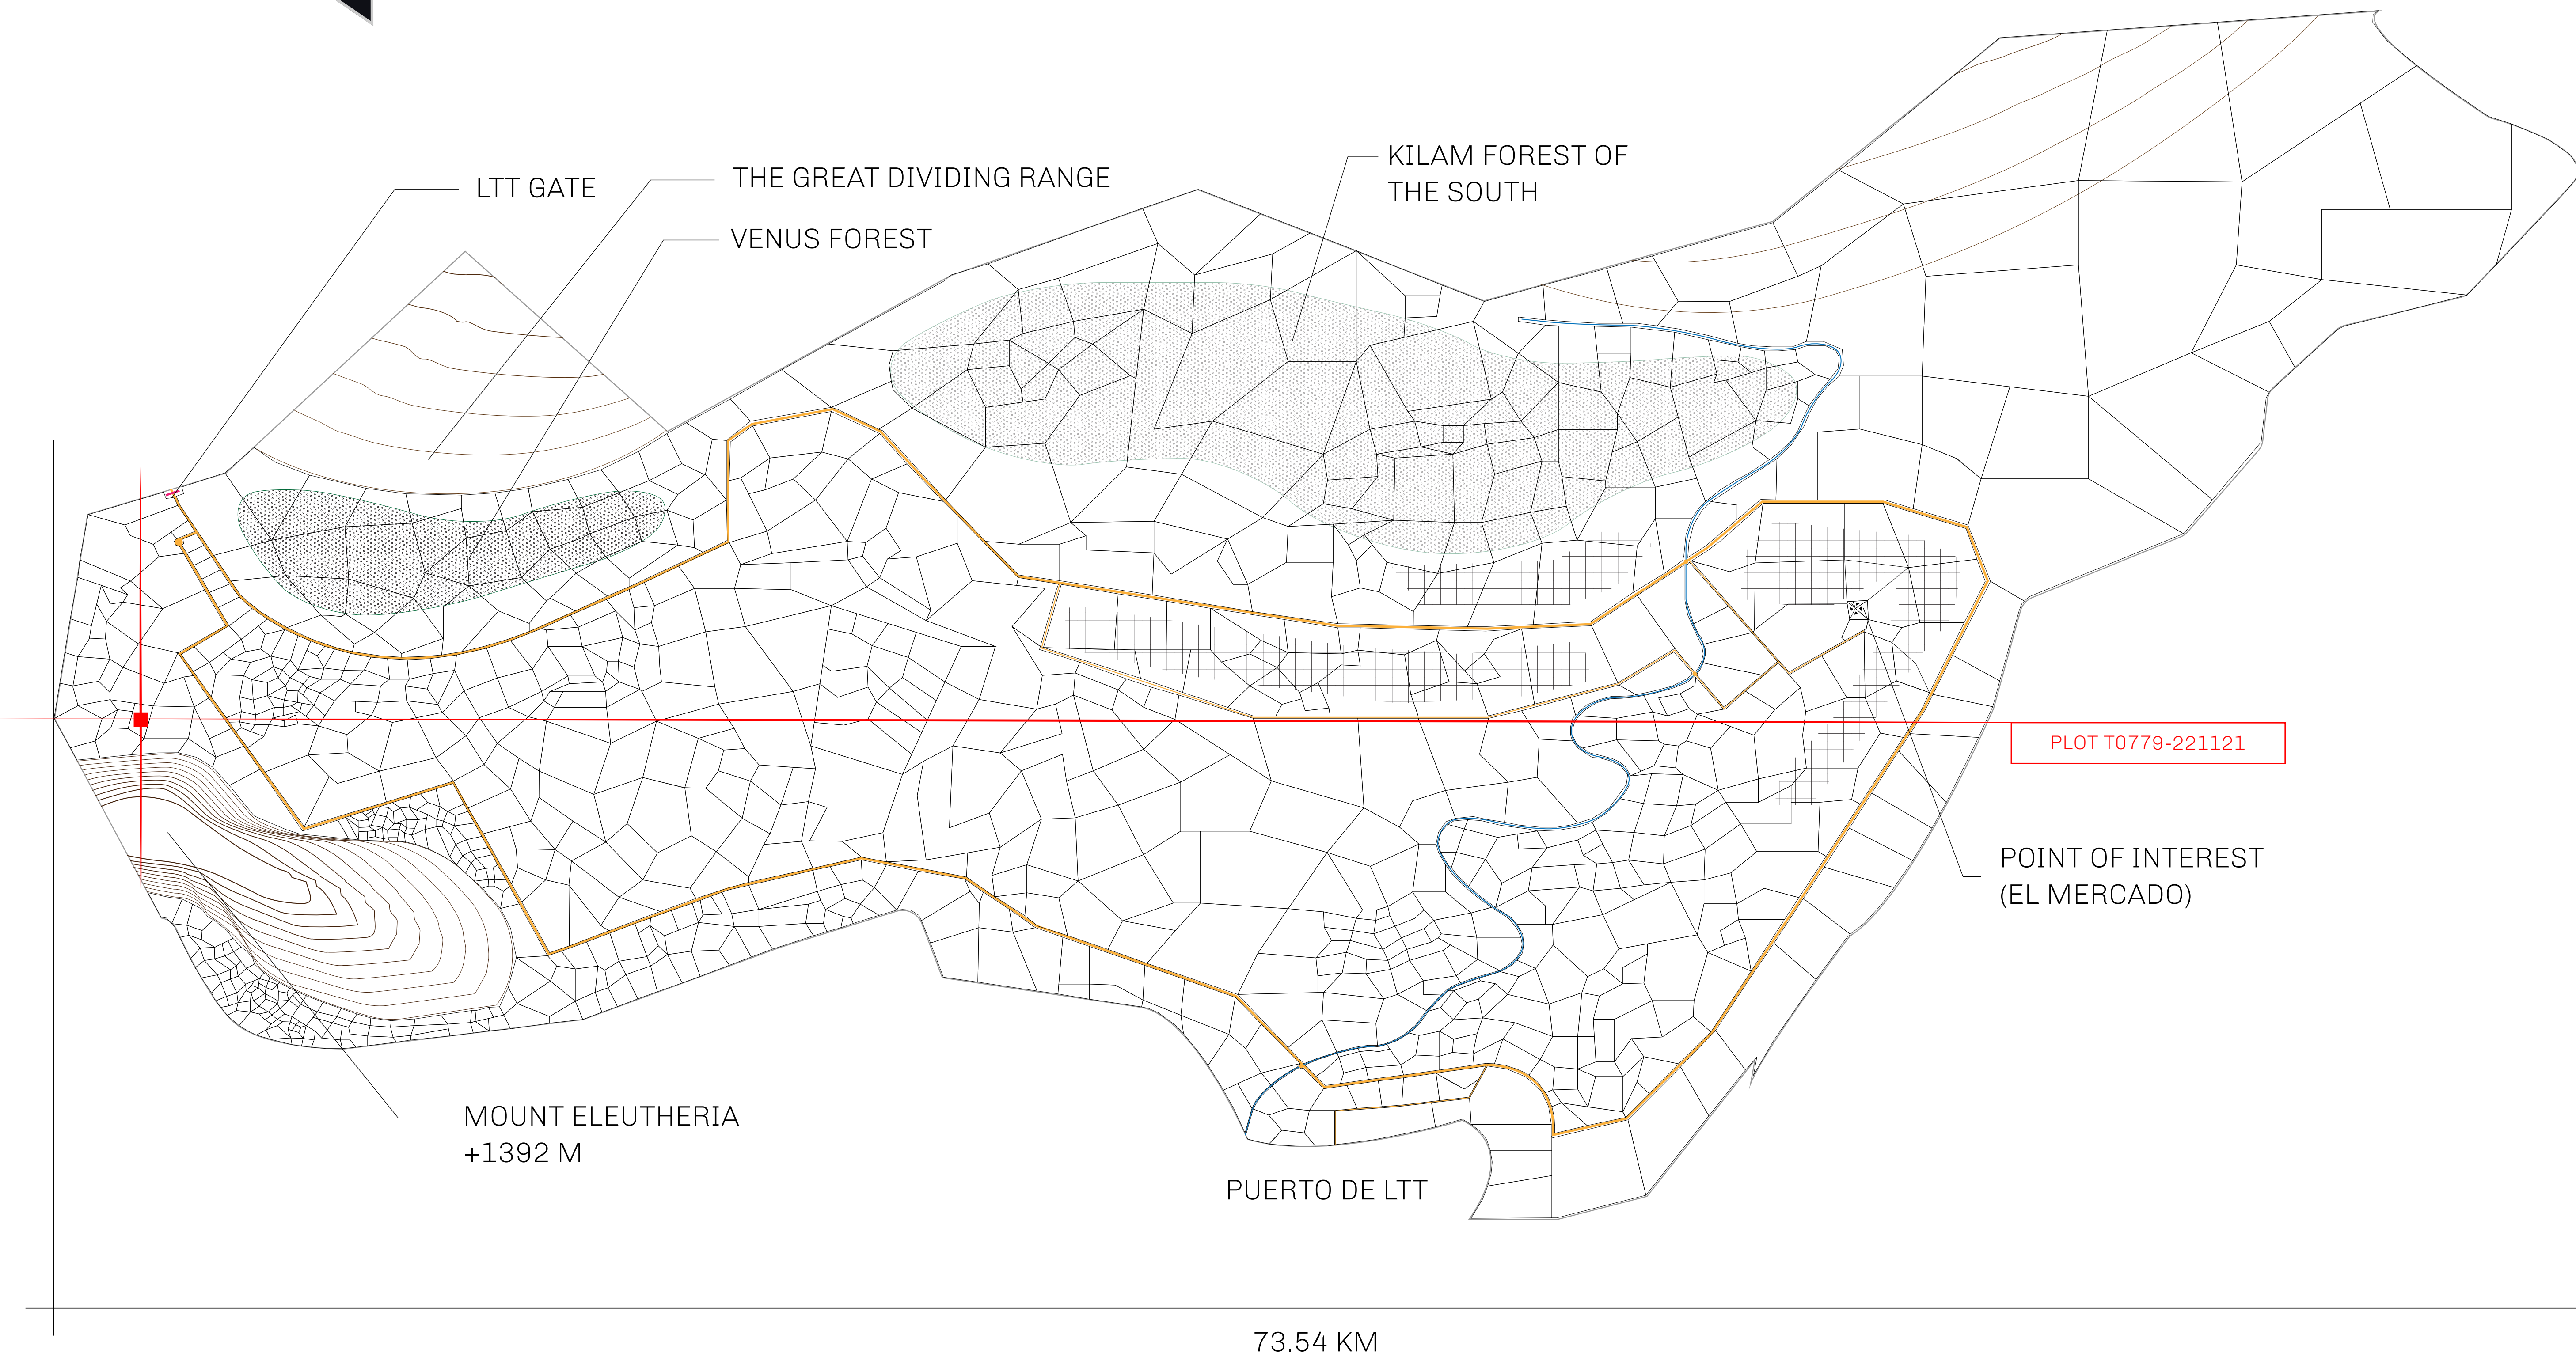 KILAM FOREST OF
THE SOUTH
THE GREAT DIVIDING RANGE
LTT GATE
VENUS FOREST
PLOT T0779-221121
POINT OF INTEREST
(EL MERCADO)
MOUNT ELEUTHERIA
+1392 M
PUERTO DE LTT
73.54 KM